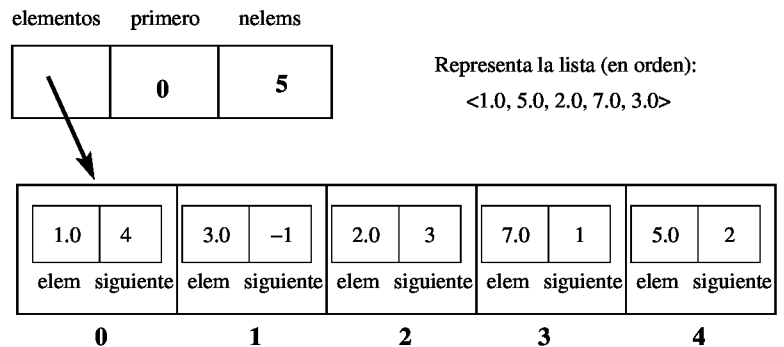 elementos primero nelems
0 5
Representa la lista (en orden):
<1.0, 5.0, 2.0, 7.0, 3.0>
1.0 4 3.0 −1 2.0 3 7.0 1 5.0 2
elem siguiente elem siguiente elem siguiente elem siguiente elem siguiente
0 1 2 3 4